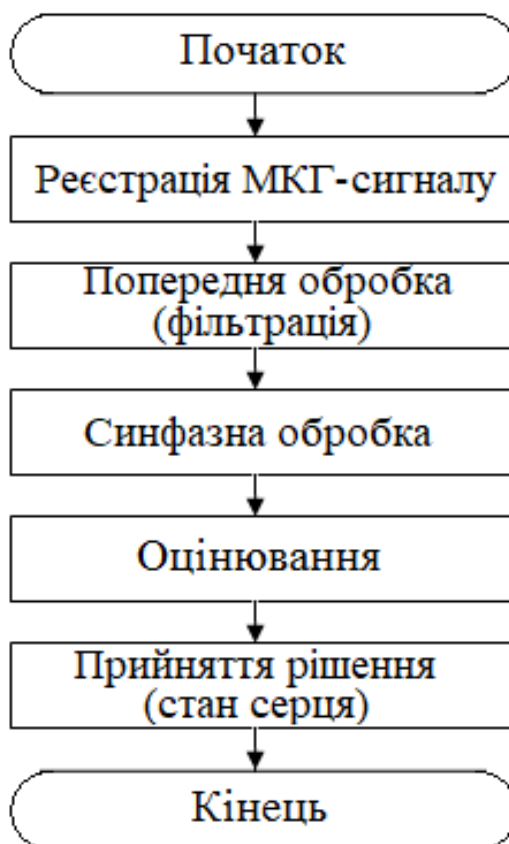 Початок
Реєстрація МКГ-сигналу
Попередня обробка
(фільтрація)
Синфазна обробка
Оцінювання
Прийняття рішення
(стан серця)
Кінець